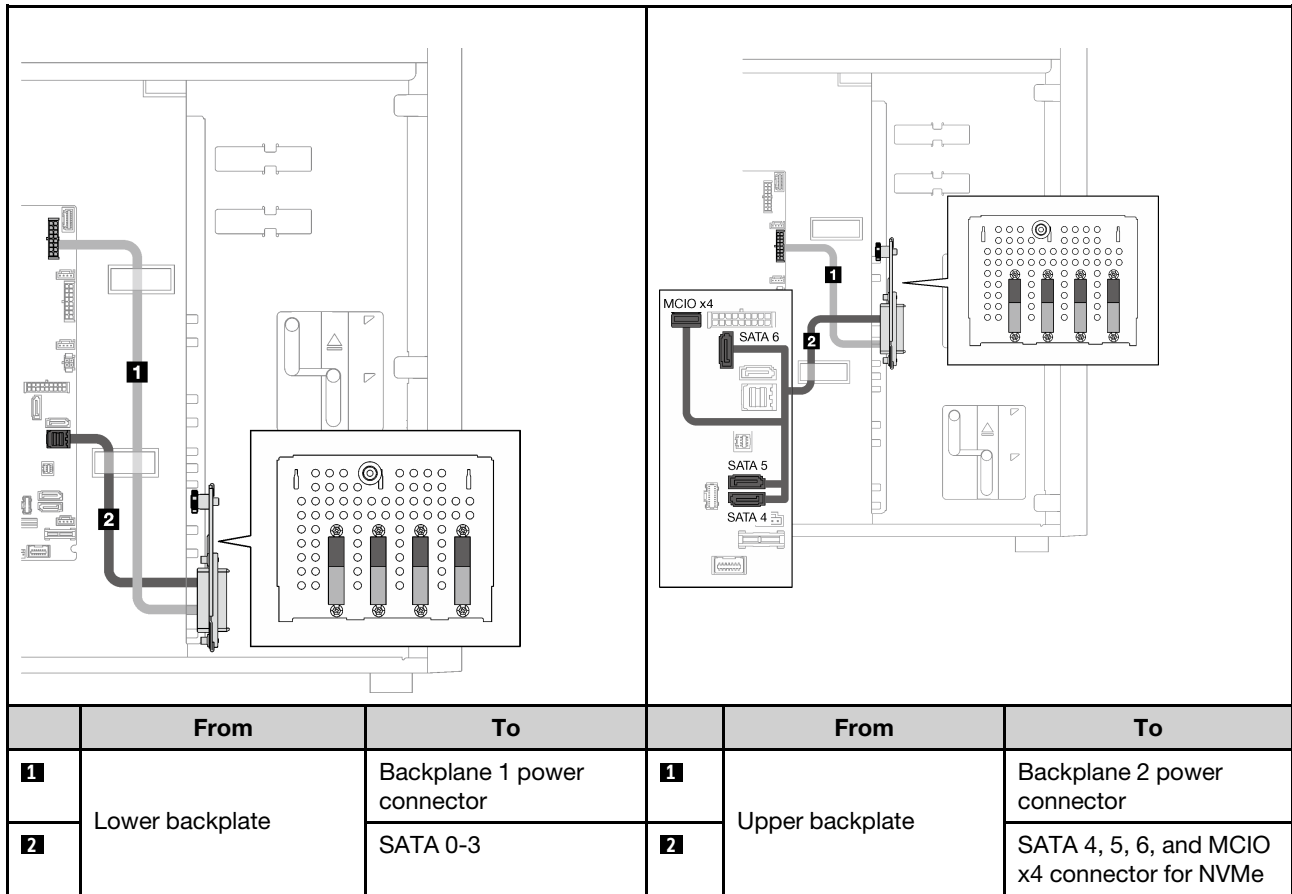 1
2
MCIO x4
SATA 6
1
2
SATA 5
SATA 4
From To From To
1 Lower backplate Backplane 1 power connector 1 Upper backplate Backplane 2 power connector
2 SATA 0-3 2 SATA 4, 5, 6, and MCIO x4 connector for NVMe